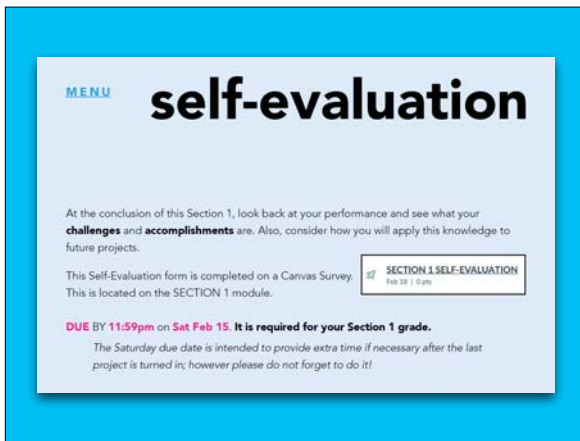 MENU
self-evaluation
At the conclusion of this Section 1, look back at your performance and see what your
challenges and accomplishments are. Also, consider how you will apply this knowledge to
future projects.
This Self-Evaluation form is completed on a Canvas Survey.
This is located on the SECTION 1 module.
SECTION 1 SELF-EVALUATION
Feb 18 | 0 pts
DUE BY 11:59pm on Sat Feb 15. It is required for your Section 1 grade.
The Saturday due date is intended to provide extra time if necessary after the last
project is turned in; however please do not forget to do it!